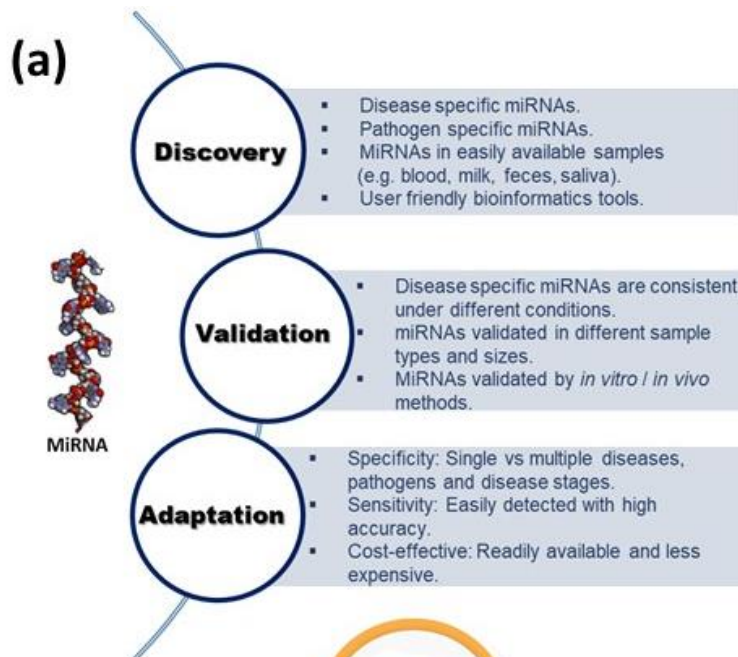 (a)
Discovery
▪ Disease specific miRNAs.
▪ Pathogen specific miRNAs.
▪ MiRNAs in easily available samples
(e.g. blood, milk, feces, saliva).
▪ User friendly bioinformatics tools.
Validation
▪ Disease specific miRNAs are consistent
under different conditions.
▪ miRNAs validated in different sample
types and sizes.
▪ MiRNAs validated by in vitro / in vivo
methods.
MiRNA
Adaptation
▪ Specificity: Single vs multiple diseases,
pathogens and disease stages.
▪ Sensitivity: Easily detected with high
accuracy.
▪ Cost-effective: Readily available and less
expensive.